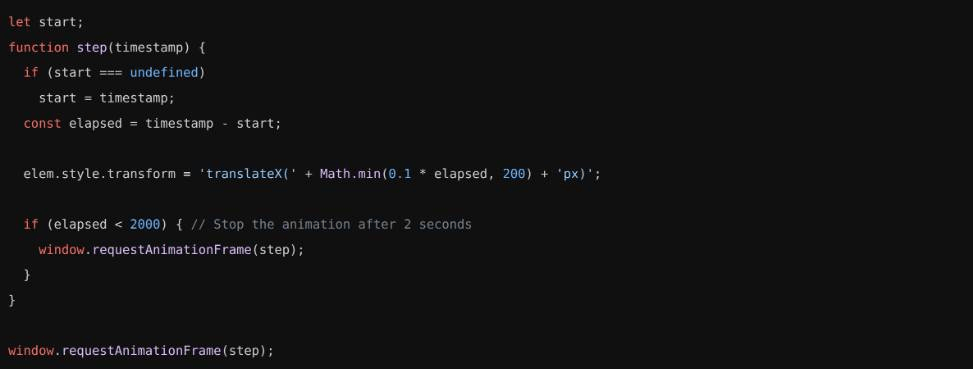 let start;
function step(timestamp) {
  if (start === undefined)
    start = timestamp;
  const elapsed = timestamp - start;

  elem.style.transform = 'translateX(' + Math.min(0.1 * elapsed, 200) + 'px)';

  if (elapsed < 2000) { // Stop the animation after 2 seconds
    window.requestAnimationFrame(step);
  }
}

window.requestAnimationFrame(step);